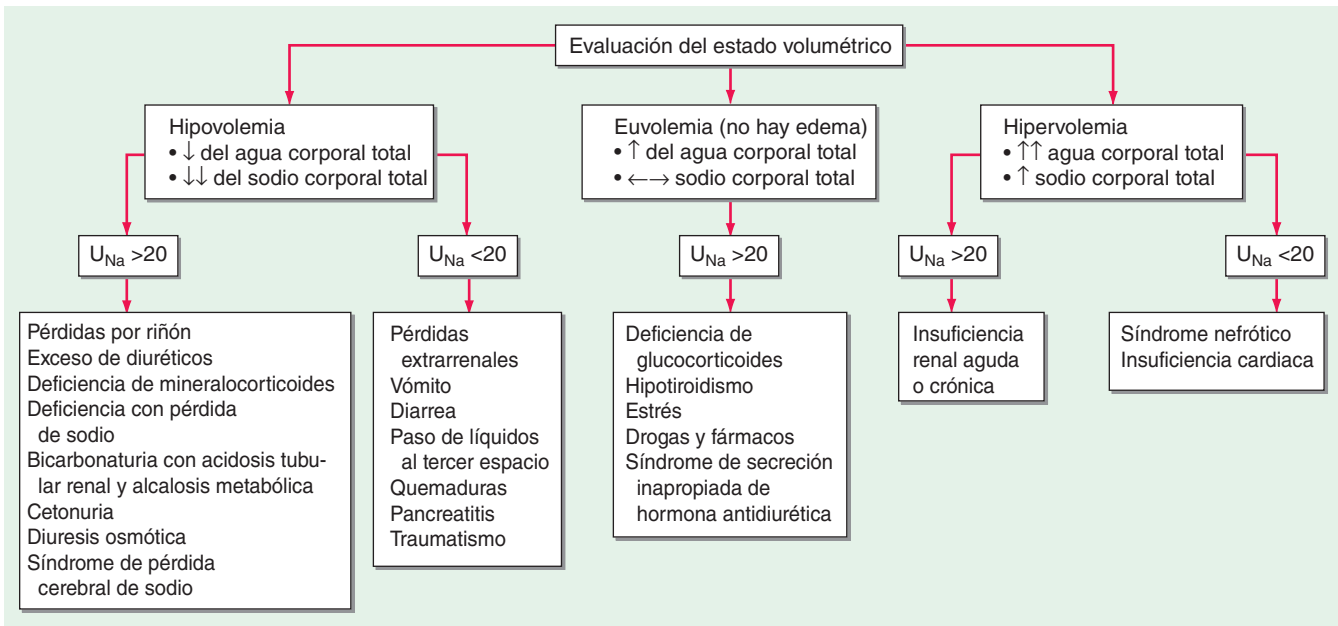 Evaluación del estado volumétrico
Hipovolemia
• ↓ del agua corporal total
• ↓↓ del sodio corporal total
Euvolemia (no hay edema)
• ↑ del agua corporal total
• ←→ sodio corporal total
Hipervolemia
• ↑↑ agua corporal total
• ↑ sodio corporal total
UNa >20
UNa <20
UNa >20
UNa >20
UNa <20
Pérdidas por riñón
Exceso de diuréticos
Deficiencia de mineralocorticoides
Deficiencia con pérdida
de sodio
Bicarbonaturia con acidosis tubu-
lar renal y alcalosis metabólica
Cetonuria
Diuresis osmótica
Síndrome de pérdida
cerebral de sodio
Pérdidas
extrarrenales
Vómito
Diarrea
Paso de líquidos
al tercer espacio
Quemaduras
Pancreatitis
Traumatismo
Deficiencia de
glucocorticoides
Hipotiroidismo
Estrés
Drogas y fármacos
Síndrome de secreción
inapropiada de
hormona antidiurética
Insuficiencia
renal aguda
o crónica
Síndrome nefrótico
Insuficiencia cardiaca